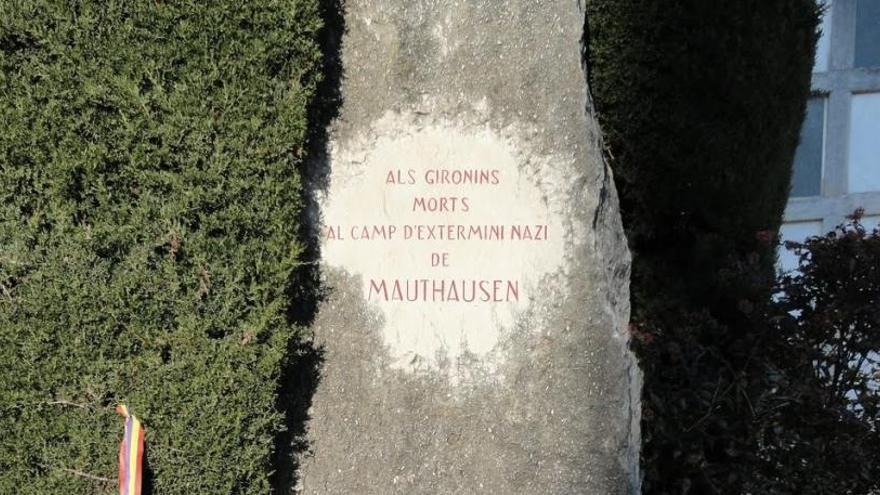 ALS GIRONINS
MORTS
AL CAMP D'EXTERMINI NAZI
DE
MAUTHAUSEN